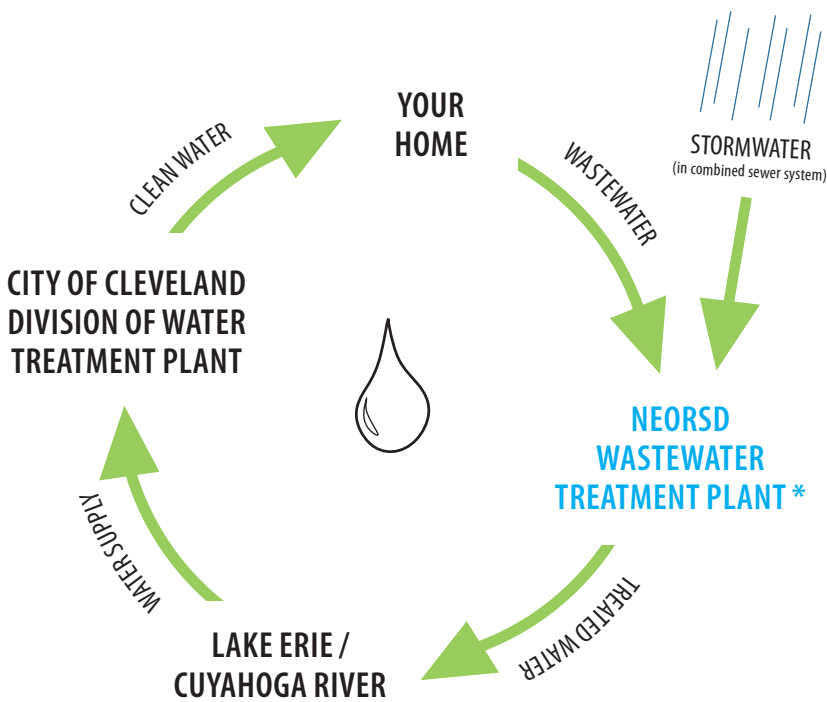 YOUR
HOME
WASTEWATER
STORMWATER
(in combined sewer system)
NEORSD
WASTEWATER
TREATMENT PLANT *
TREATED WATER
LAKE ERIE /
CUYAHOGA RIVER
WATER SUPPLY
CITY OF CLEVELAND
DIVISION OF WATER
TREATMENT PLANT
CLEAN WATER